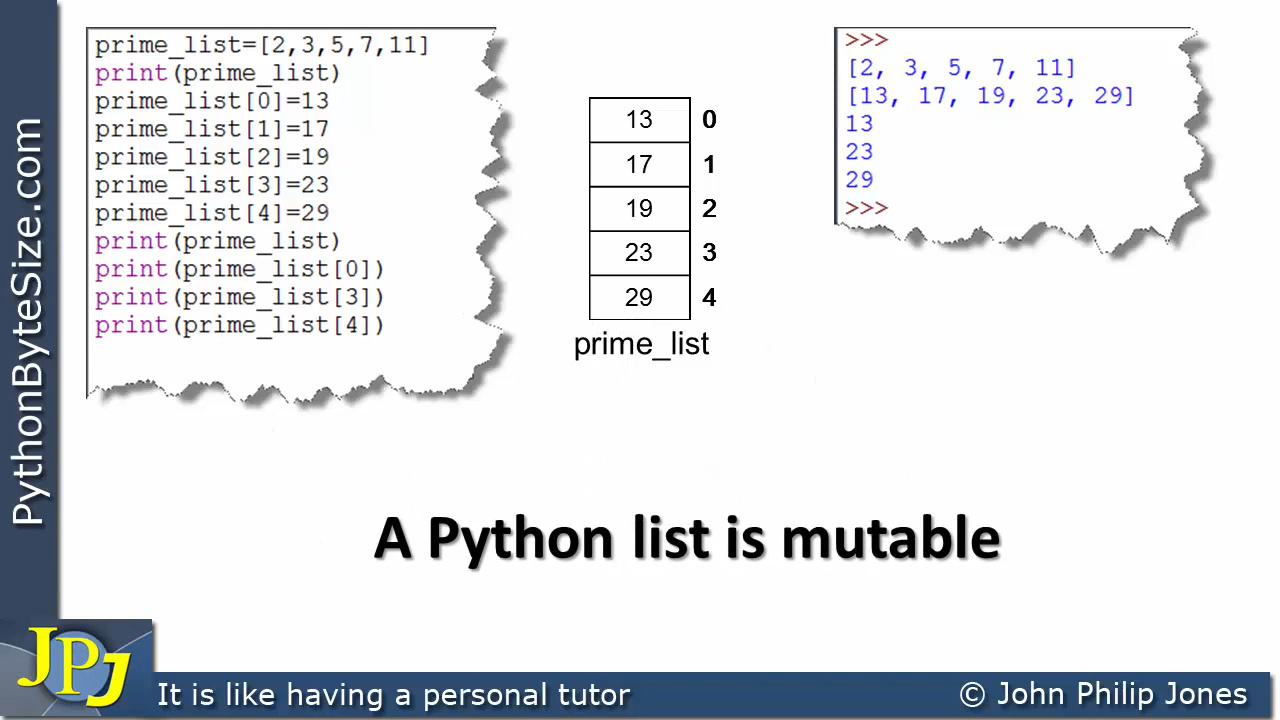 prime_list=[2,3,5,7,11]
print(prime_list)
prime_list[0]=13
prime_list[1]=17
prime_list[2]=19
prime_list[3]=23
prime_list[4]=29
print(prime_list)
print(prime_list[0])
print(prime_list[3])
print(prime_list[4])
13 0
17 1
19 2
23 3
29 4
prime_list
>>>
[2, 3, 5, 7, 11]
[13, 17, 19, 23, 29]
13
23
29
>>>
A Python list is mutable
PythonByteSize.com
JPJ
It is like having a personal tutor
© John Philip Jones